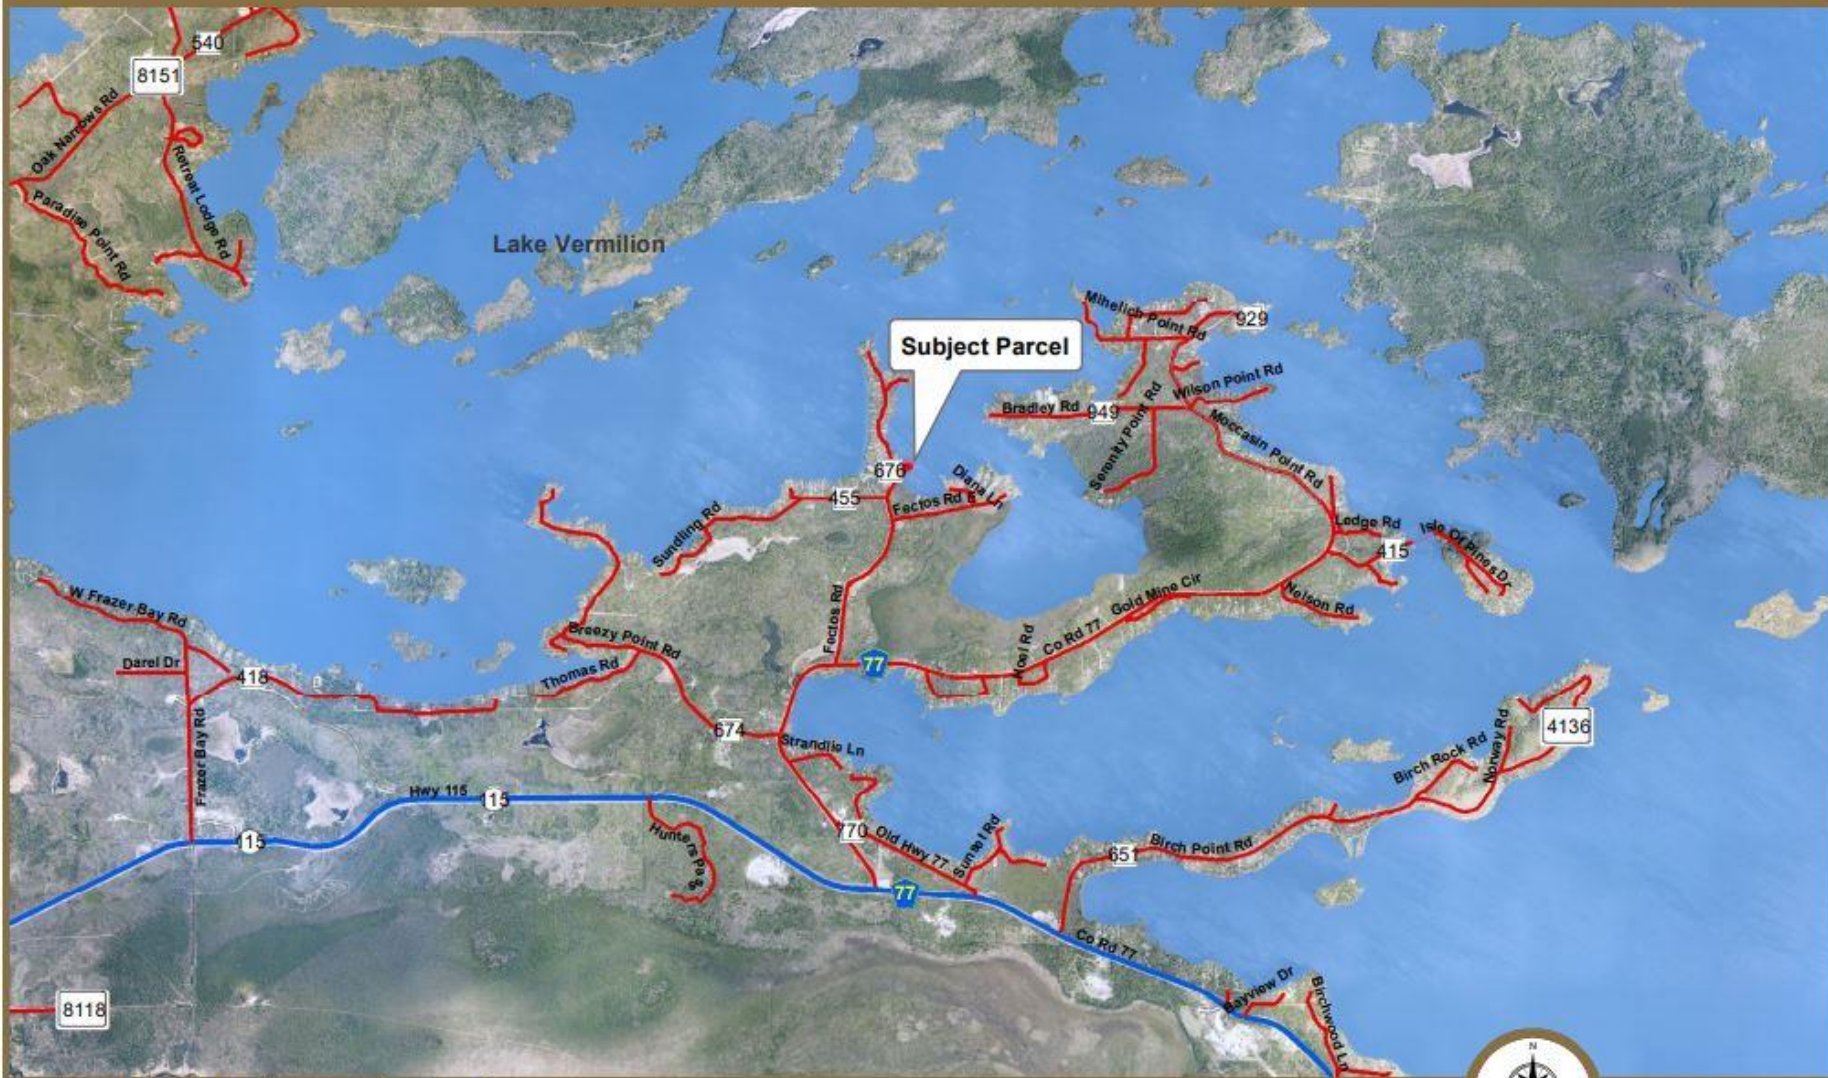 540
8151
Oak Narrows Rd
Retreat Lodge Rd
Paradise Point Rd
Lake Vermilion
Mihelich Point Rd
929
Subject Parcel
Wilson Point Rd
Bradley Rd
949
Serenity Point Rd
Moccasin Point Rd
676
Diana Ln
455
Fectos Rd E
Sundling Rd
Ledge Rd
Isle Of Pines Dr
415
Gold Mine Cir
Nelson Rd
W Frazer Bay Rd
Breezy Point Rd
Fectos Rd
Noel Rd
Co Rd 77
Darel Dr
Thomas Rd
77
418
674
Strandlie Ln
Frazer Bay Rd
Norway Rd
4136
Birch Rock Rd
Hwy 115
115
115
Hunters Pass
770
Old Hwy 77
Sunset Rd
651
Birch Point Rd
77
Co Rd 77
Bayview Dr
Birchwood Ln
8118
N